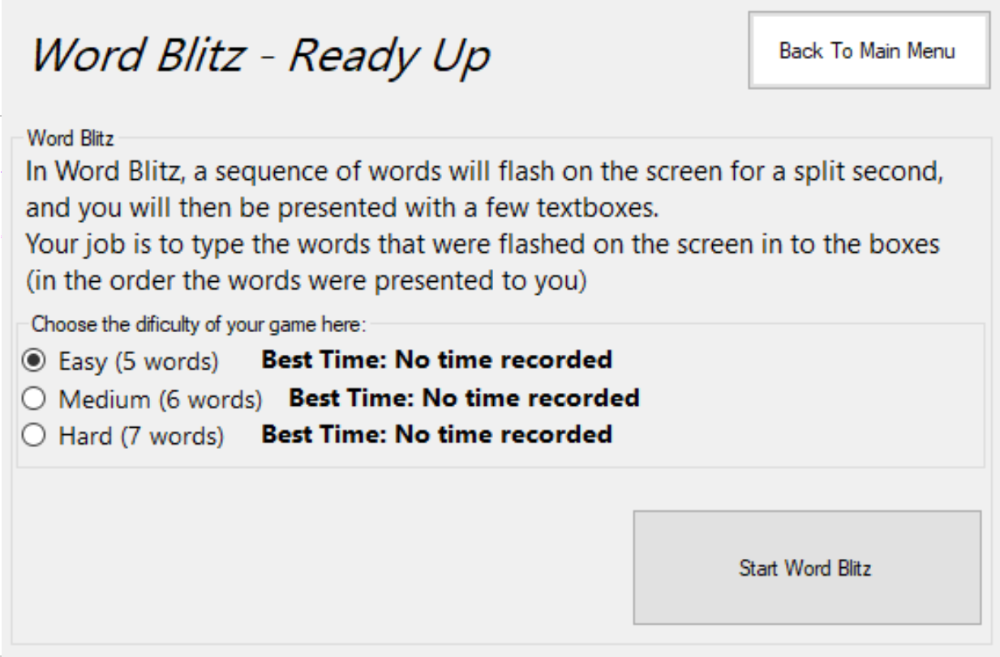 Word Blitz - Ready Up
Back To Main Menu
Word Blitz
In Word Blitz, a sequence of words will flash on the screen for a split second,
and you will then be presented with a few textboxes.
Your job is to type the words that were flashed on the screen in to the boxes
(in the order the words were presented to you)
Choose the dificulty of your game here:
Easy (5 words) Best Time: No time recorded
Medium (6 words) Best Time: No time recorded
Hard (7 words) Best Time: No time recorded
Start Word Blitz